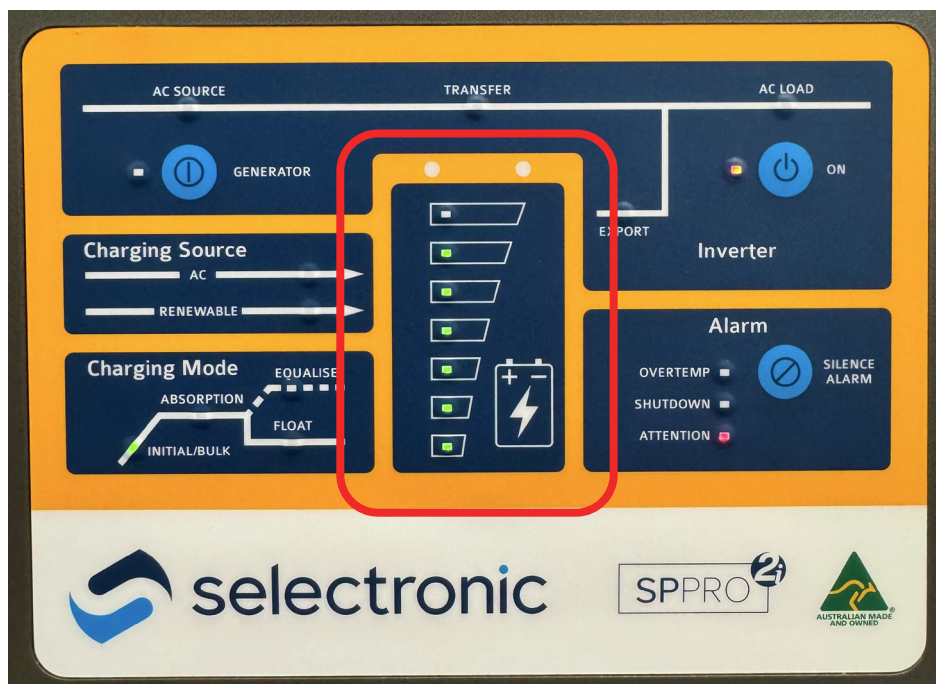 AC SOURCE
TRANSFER
AC LOAD
GENERATOR
ON
EXPORT
Inverter
Charging Source
AC
RENEWABLE
Charging Mode
EQUALISE
ABSORPTION
FLOAT
INITIAL/BULK
+ −
Alarm
OVERTEMP
SILENCE
ALARM
SHUTDOWN
ATTENTION
selectronic
SPPRO 2i
AUSTRALIAN MADE
AND OWNED
®